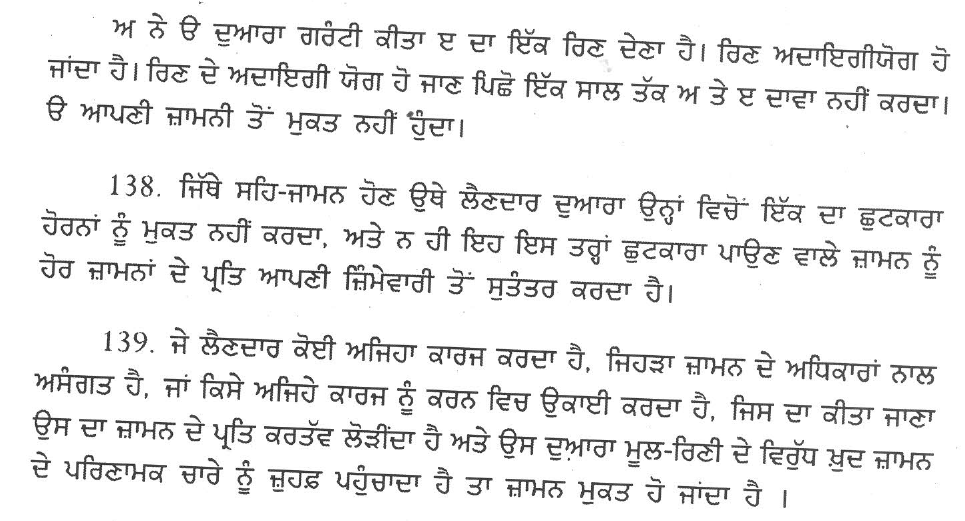 ਅ ਨੇ ੳ ਦੁਆਰਾ ਗਰੰਟੀ ਕੀਤਾ ੲ ਦਾ ਇੱਕ ਰਿਣ ਦੇਣਾ ਹੈ। ਰਿਣ ਅਦਾਇਗੀਯੋਗ ਹੋ
ਜਾਂਦਾ ਹੈ। ਰਿਣ ਦੇ ਅਦਾਇਗੀ ਯੋਗ ਹੋ ਜਾਣ ਪਿਛੋ ਇੱਕ ਸਾਲ ਤੱਕ ਅ ਤੇ ੲ ਦਾਵਾ ਨਹੀਂ ਕਰਦਾ।
ੳ ਆਪਣੀ ਜ਼ਾਮਨੀ ਤੋਂ ਮੁਕਤ ਨਹੀਂ ਹੁੰਦਾ।
138. ਜਿੱਥੇ ਸਹਿ-ਜਾਮਨ ਹੋਣ ਉਥੇ ਲੈਣਦਾਰ ਦੁਆਰਾ ਉਨ੍ਹਾਂ ਵਿਚੋਂ ਇੱਕ ਦਾ ਛੁਟਕਾਰਾ
ਹੋਰਨਾਂ ਨੂੰ ਮੁਕਤ ਨਹੀਂ ਕਰਦਾ, ਅਤੇ ਨ ਹੀ ਇਹ ਇਸ ਤਰ੍ਹਾਂ ਛੁਟਕਾਰਾ ਪਾਉਣ ਵਾਲੇ ਜ਼ਾਮਨ ਨੂੰ
ਹੋਰ ਜ਼ਾਮਨਾਂ ਦੇ ਪ੍ਰਤਿ ਆਪਣੀ ਜ਼ਿੰਮੇਵਾਰੀ ਤੋਂ ਸੁਤੰਤਰ ਕਰਦਾ ਹੈ।
139. ਜੇ ਲੈਣਦਾਰ ਕੋਈ ਅਜਿਹਾ ਕਾਰਜ ਕਰਦਾ ਹੈ, ਜਿਹੜਾ ਜ਼ਾਮਨ ਦੇ ਅਧਿਕਾਰਾਂ ਨਾਲ
ਅਸੰਗਤ ਹੈ, ਜਾਂ ਕਿਸੇ ਅਜਿਹੇ ਕਾਰਜ ਨੂੰ ਕਰਨ ਵਿਚ ਉਕਾਈ ਕਰਦਾ ਹੈ, ਜਿਸ ਦਾ ਕੀਤਾ ਜਾਣਾ
ਉਸ ਦਾ ਜ਼ਾਮਨ ਦੇ ਪ੍ਰਤਿ ਕਰਤੱਵ ਲੋੜੀਂਦਾ ਹੈ ਅਤੇ ਉਸ ਦੁਆਰਾ ਮੂਲ-ਰਿਣੀ ਦੇ ਵਿਰੁੱਧ ਖ਼ੁਦ ਜ਼ਾਮਨ
ਦੇ ਪਰਿਣਾਮਕ ਚਾਰੇ ਨੂੰ ਜ਼ੁਹਫ਼ ਪਹੁੰਚਾਦਾ ਹੈ ਤਾ ਜ਼ਾਮਨ ਮੁਕਤ ਹੋ ਜਾਂਦਾ ਹੈ ।